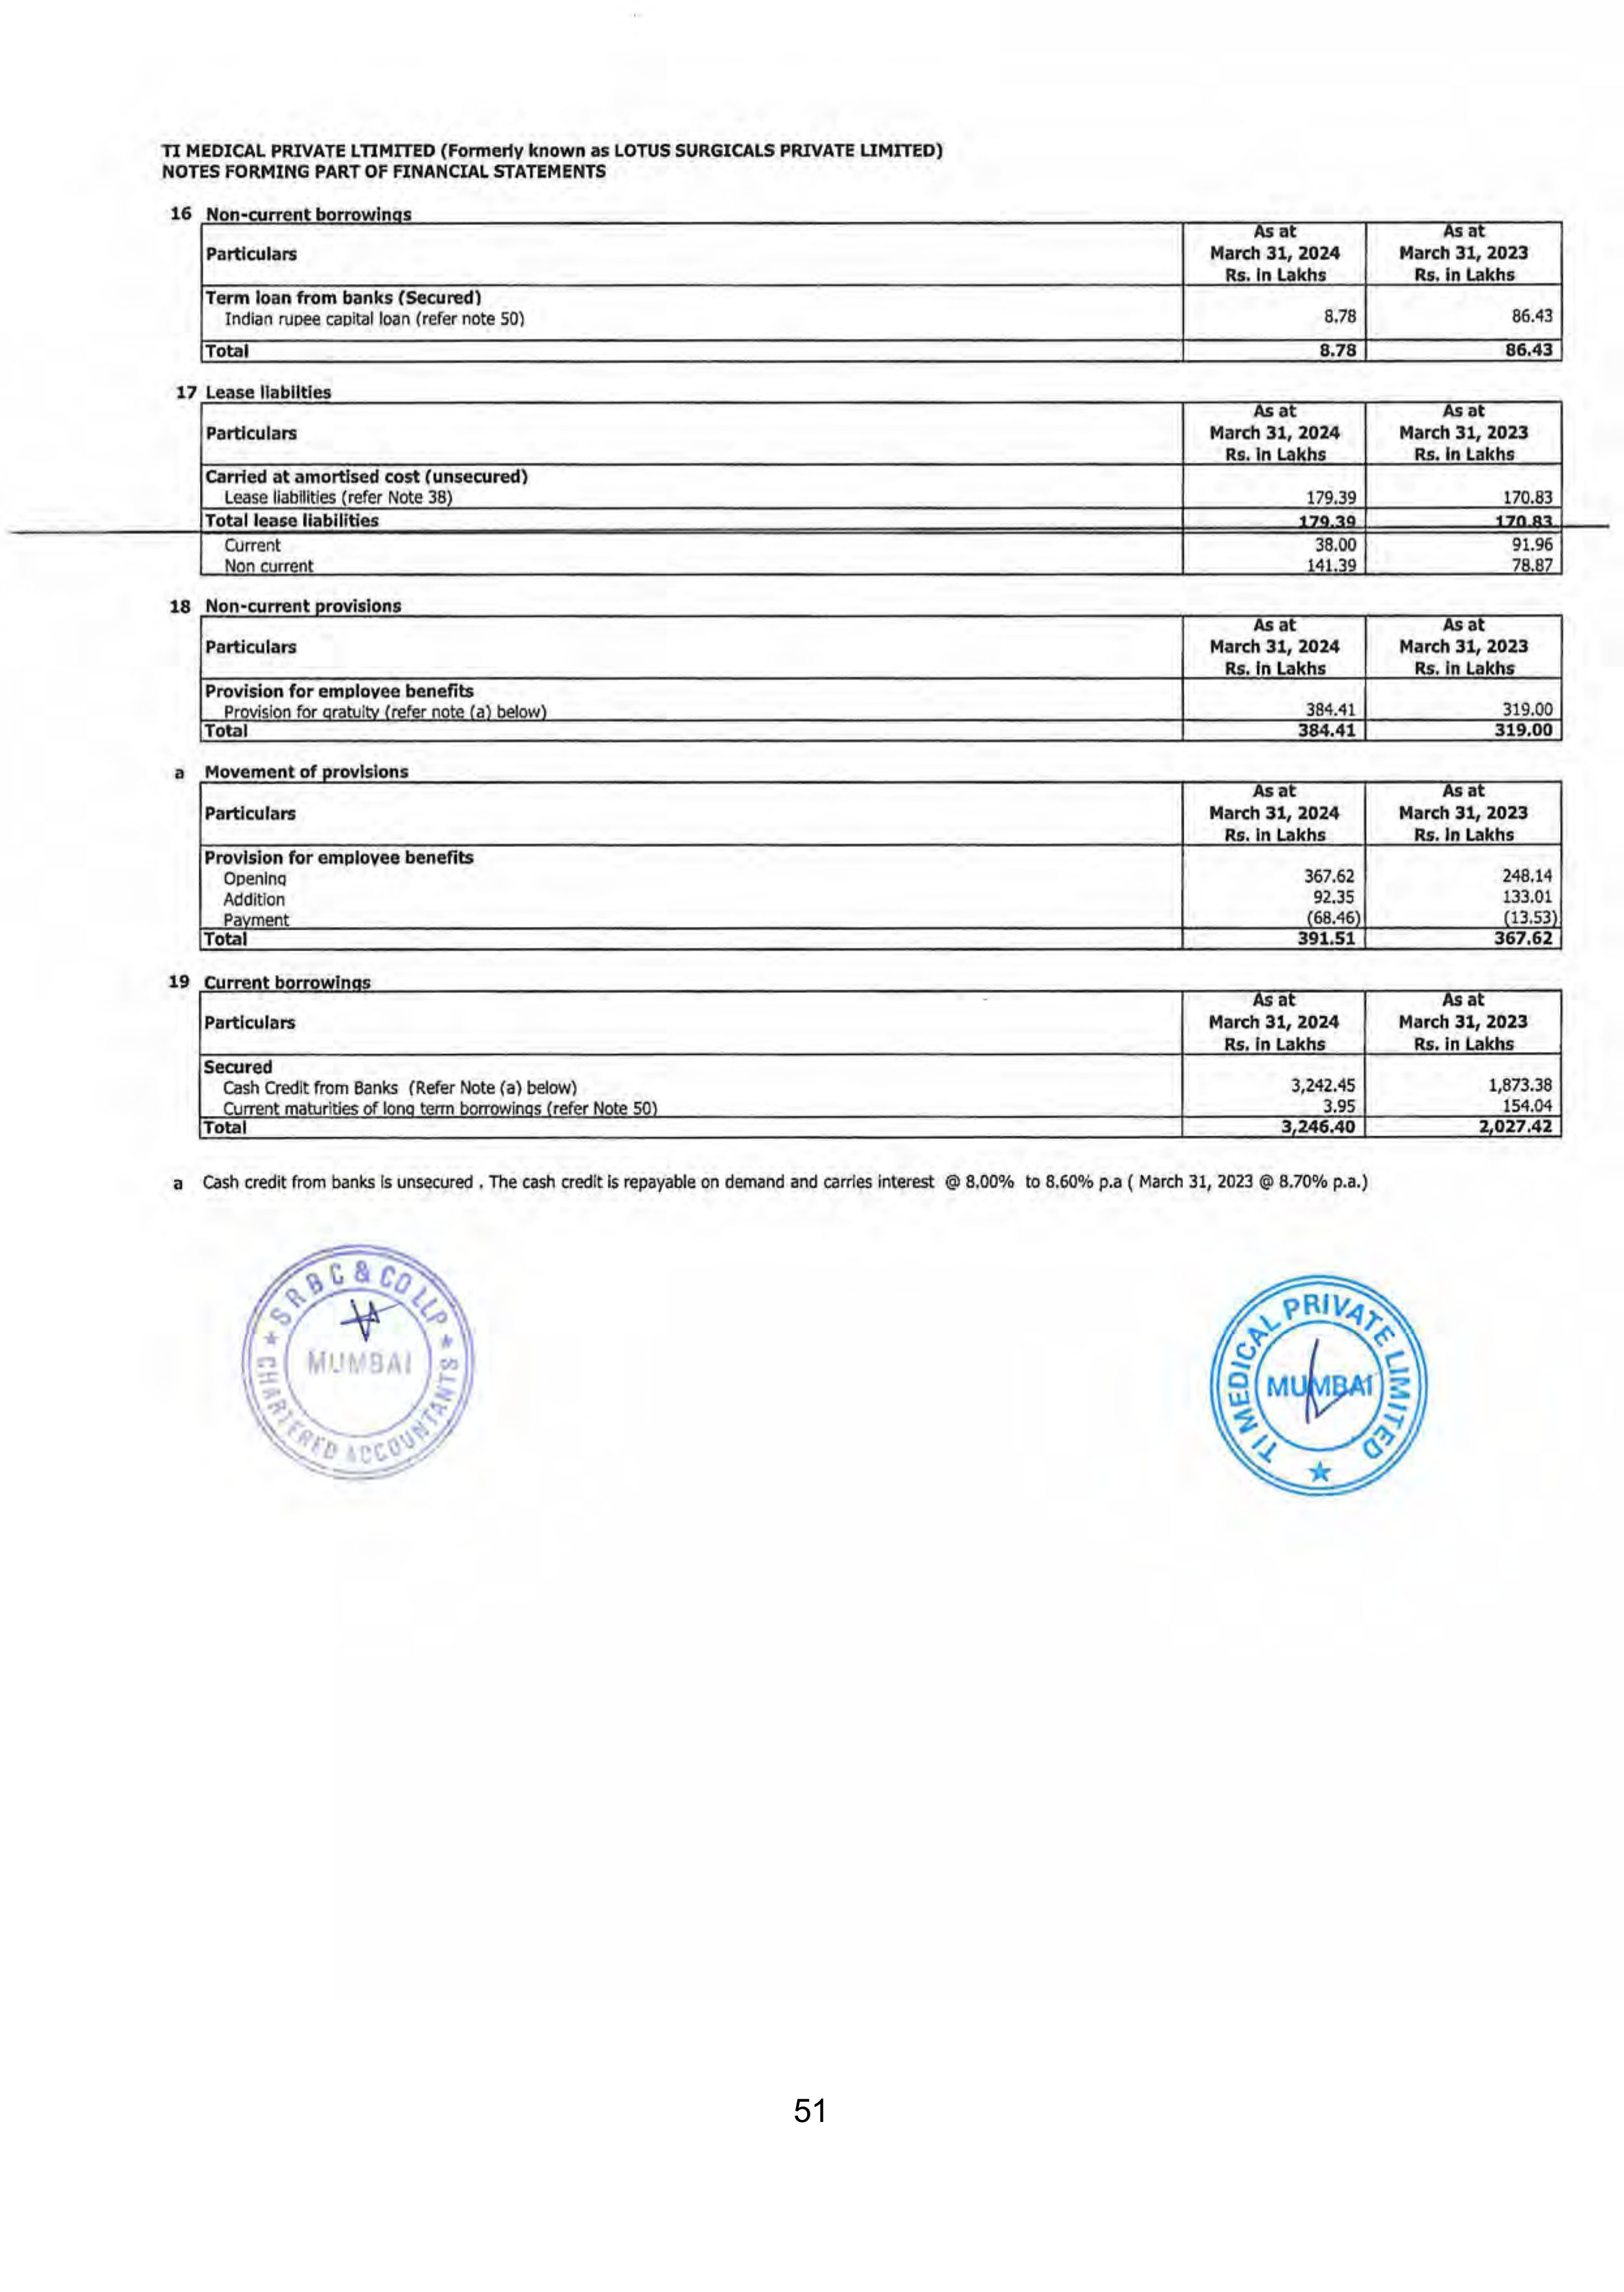 TI MEDICAL PRIVATE LTIMITED (Formerly known as LOTUS SURGICALS PRIVATE LIMITED)
NOTES FORMING PART OF FINANCIAL STATEMENTS
16 Non-current borrowings
Particulars As at March 31, 2024 Rs. in Lakhs As at March 31, 2023 Rs. in Lakhs
Term loan from banks (Secured)
Indian rupee capital loan (refer note 50) 8.78 86.43
Total 8.78 86.43
17 Lease liabilties
Particulars As at March 31, 2024 Rs. in Lakhs As at March 31, 2023 Rs. in Lakhs
Carried at amortised cost (unsecured)
Lease liabilities (refer Note 38) 179.39 170.83
Total lease liabilities 179.39 170.83
Current 38.00 91.96
Non current 141.39 78.87
18 Non-current provisions
Particulars As at March 31, 2024 Rs. in Lakhs As at March 31, 2023 Rs. in Lakhs
Provision for employee benefits
Provision for gratuity (refer note (a) below) 384.41 319.00
Total 384.41 319.00
a Movement of provisions
Particulars As at March 31, 2024 Rs. in Lakhs As at March 31, 2023 Rs. in Lakhs
Provision for employee benefits
Opening 367.62 248.14
Addition 92.35 133.01
Payment (68.46) (13.53)
Total 391.51 367.62
19 Current borrowings
Particulars As at March 31, 2024 Rs. in Lakhs As at March 31, 2023 Rs. in Lakhs
Secured
Cash Credit from Banks (Refer Note (a) below) 3,242.45 1,873.38
Current maturities of long term borrowings (refer Note 50) 3.95 154.04
Total 3,246.40 2,027.42
a Cash credit from banks is unsecured . The cash credit is repayable on demand and carries interest @ 8.00% to 8.60% p.a ( March 31, 2023 @ 8.70% p.a.)
SRBC & CO LLP
CHARTERED ACCOUNTANTS
MUMBAI
TI MEDICAL PRIVATE LIMITED
MUMBAI
51